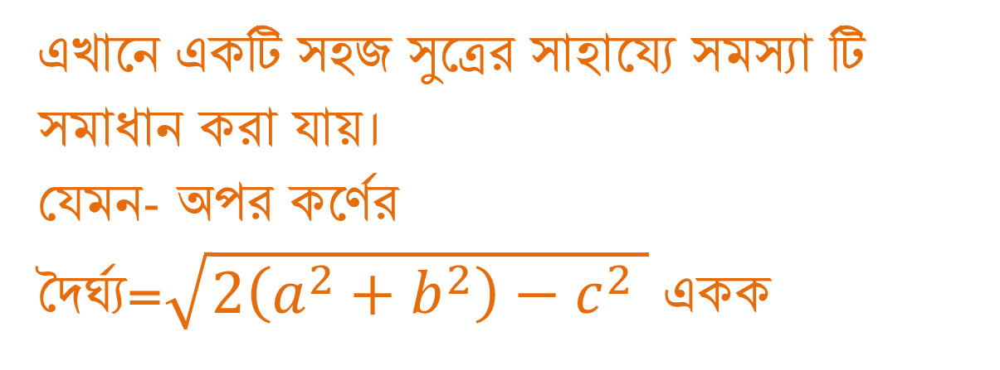 এখানে একটি সহজ সুত্রের সাহায্যে সমস্যা টি
সমাধান করা যায়।
যেমন- অপর কর্ণের
দৈর্ঘ্য=√2(a² + b²) − c² একক